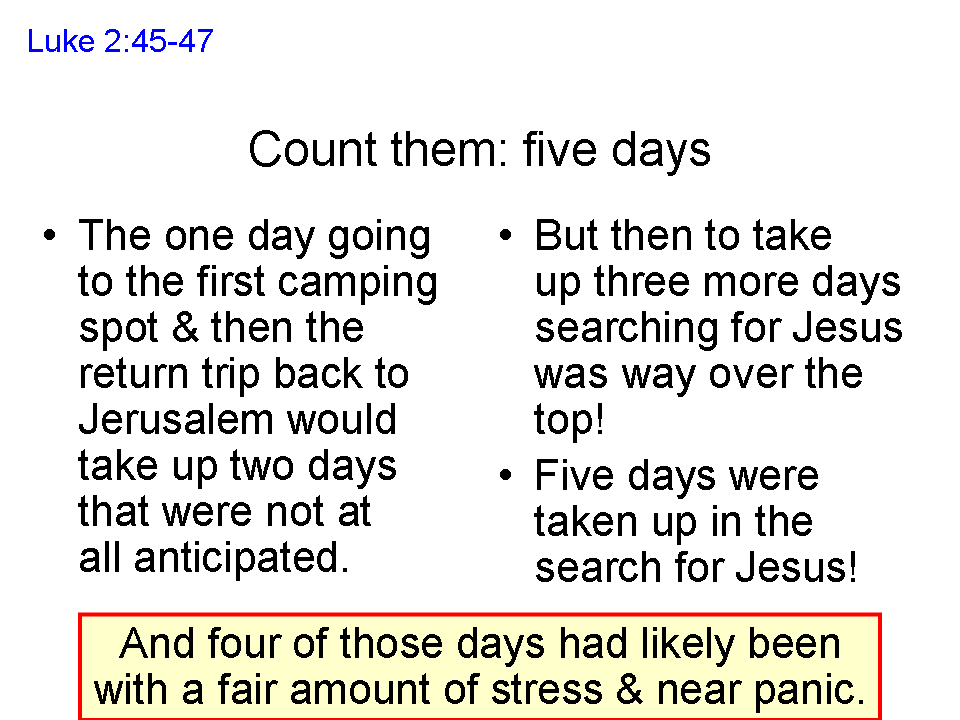 Luke 2:45-47
Count them: five days
• The one day going
to the first camping
spot & then the
return trip back to
Jerusalem would
take up two days
that were not at
all anticipated.
• But then to take
up three more days
searching for Jesus
was way over the
top!
• Five days were
taken up in the
search for Jesus!
And four of those days had likely been
with a fair amount of stress & near panic.